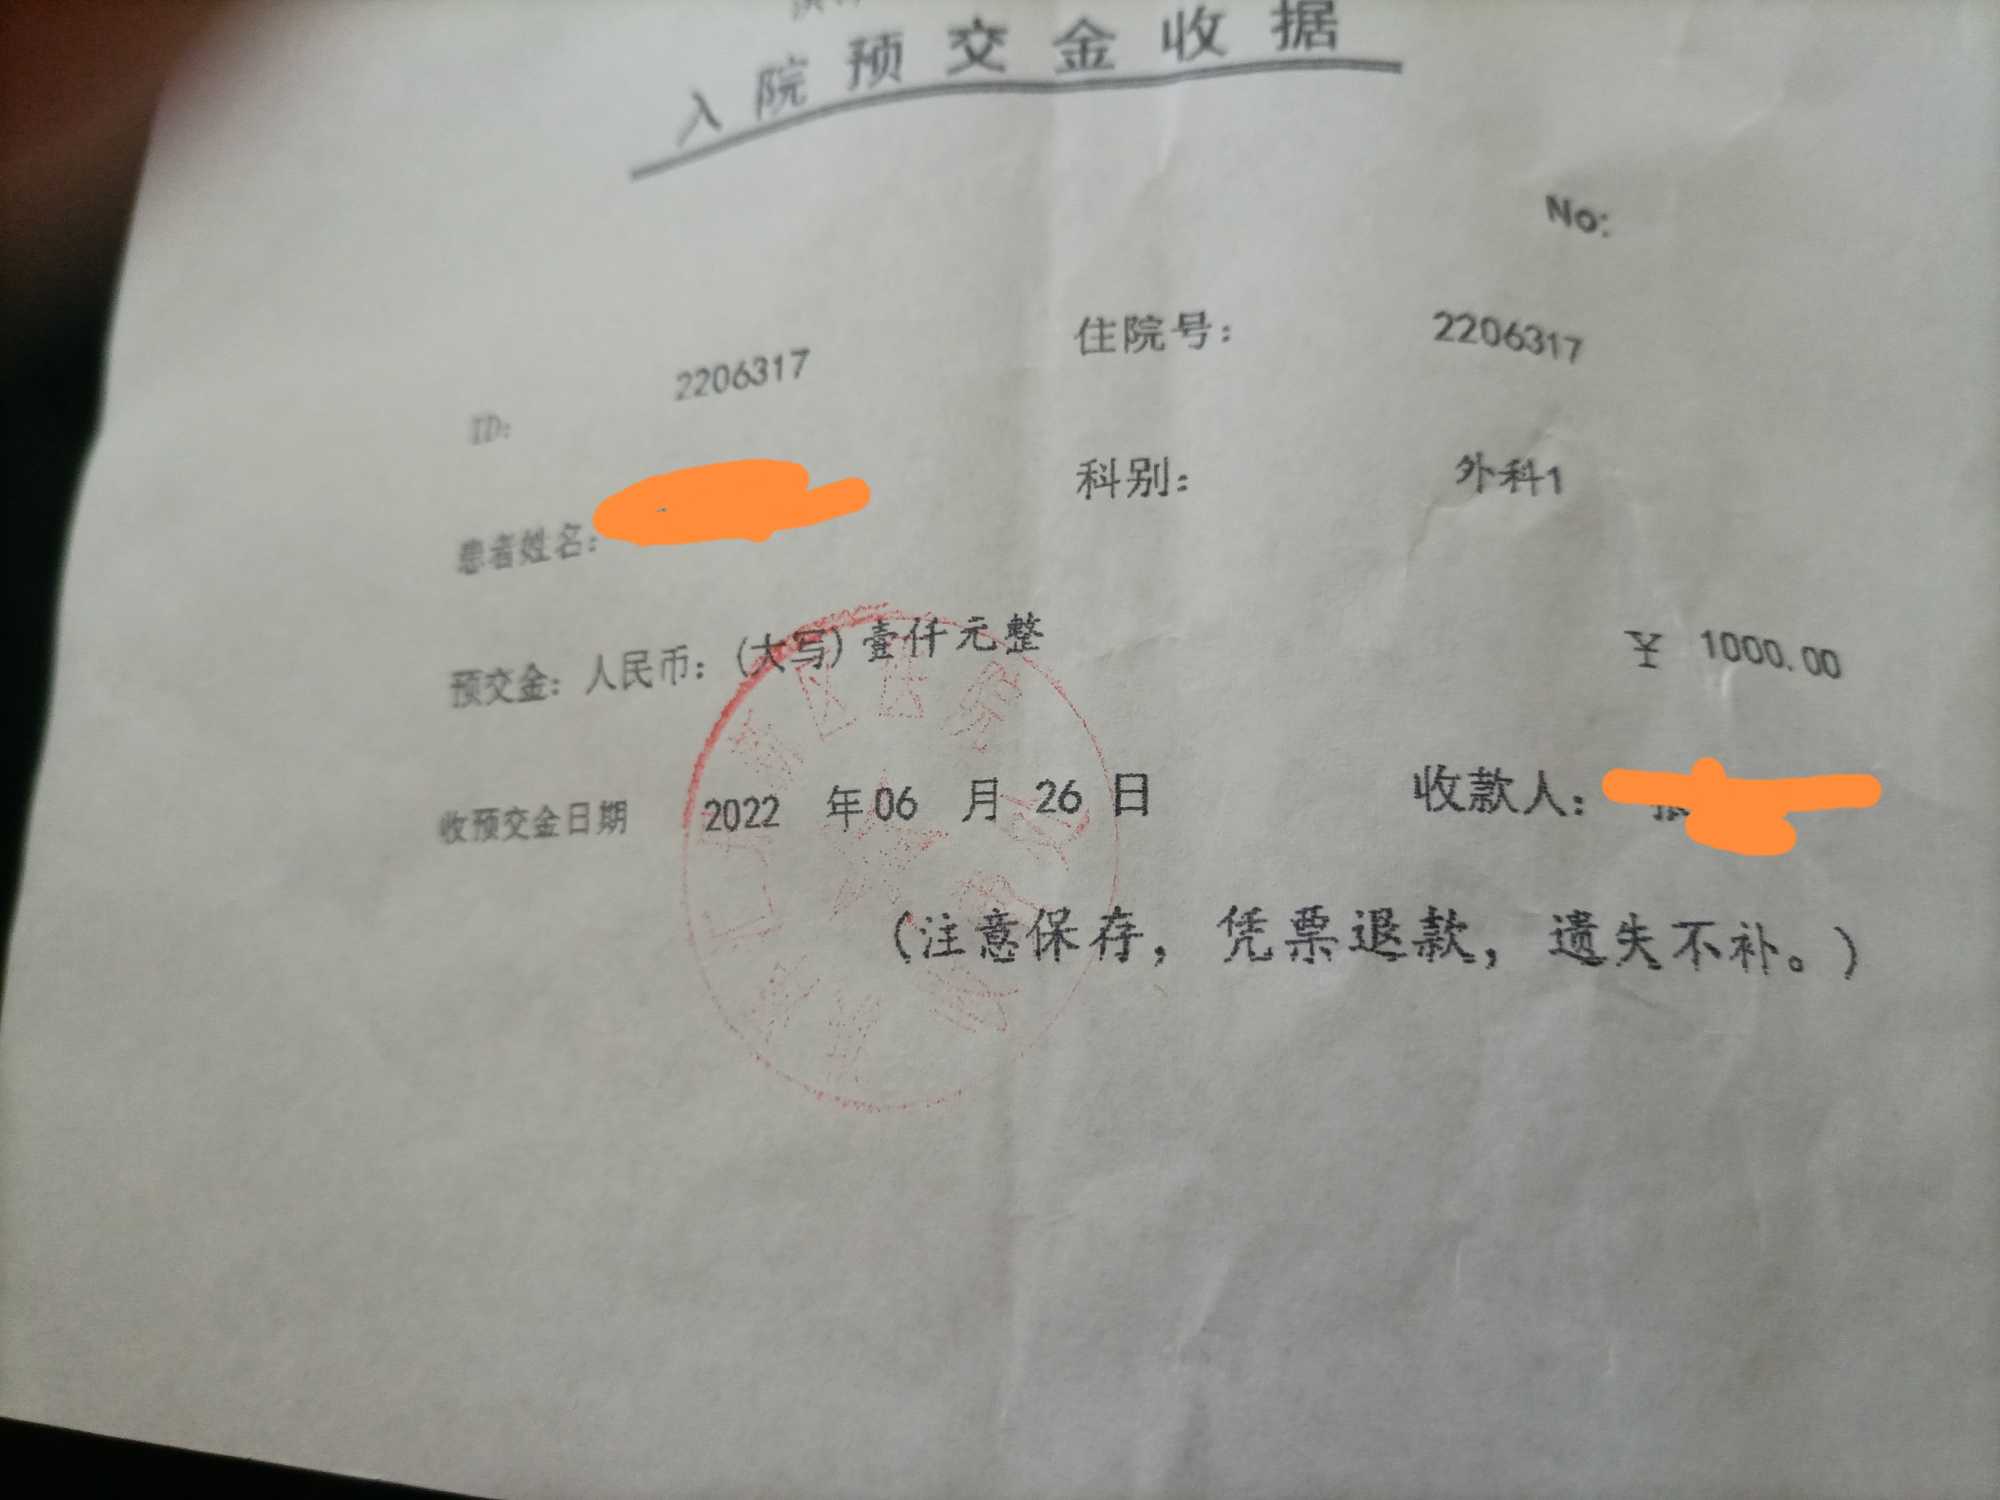 入院预交金收据
No:
ID: 2206317 住院号: 2206317
患者姓名: 科别: 外科1
预交金: 人民币: (大写) 壹仟元整 ¥ 1000.00
收预交金日期 2022 年 06 月 26 日 收款人:
(注意保存, 凭票退款, 遗失不补。)